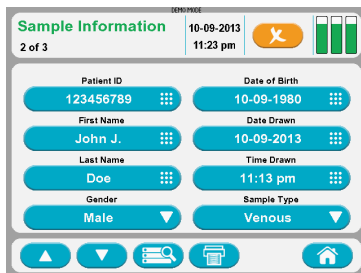 DEMO MODE
Sample Information
2 of 3
10-09-2013
11:23 pm
Patient ID
123456789
Date of Birth
10-09-1980
First Name
John J.
Date Drawn
10-09-2013
Last Name
Doe
Time Drawn
11:13 pm
Gender
Male
Sample Type
Venous